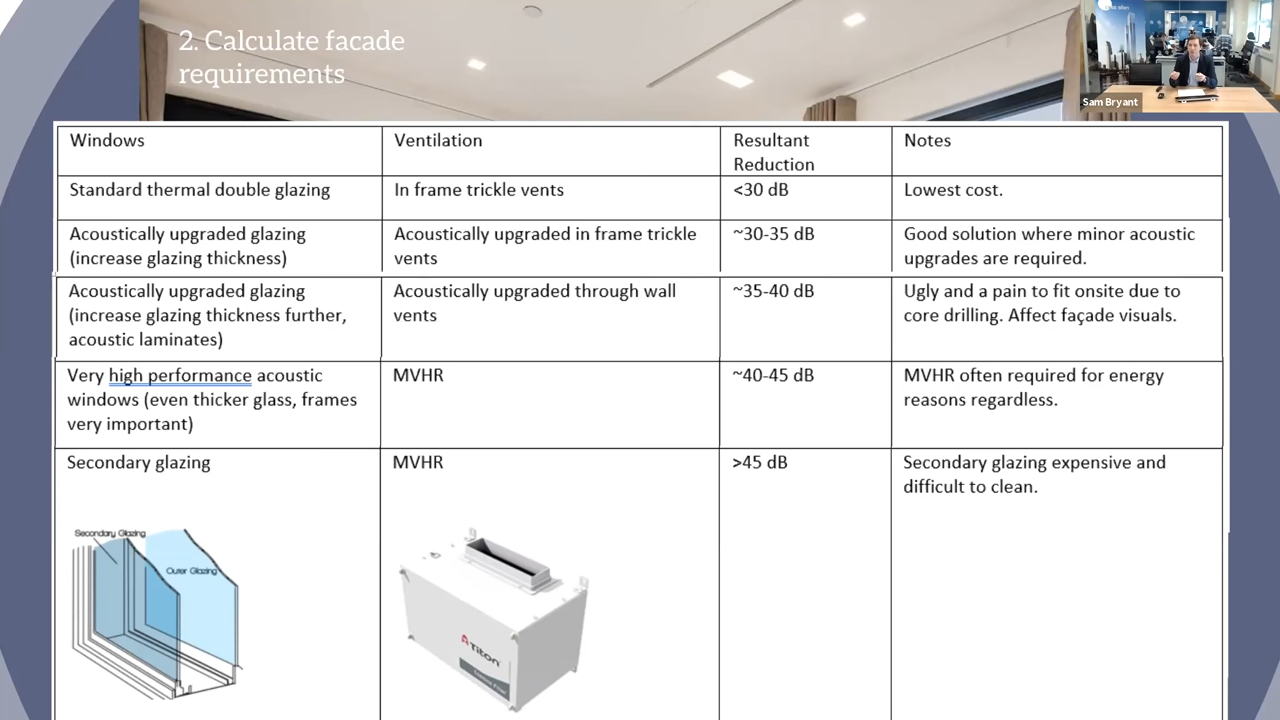 2. Calculate facade
requirements
Sam Bryant
Windows
Ventilation
Resultant
Reduction
Notes
Standard thermal double glazing
In frame trickle vents
<30 dB
Lowest cost.
Acoustically upgraded glazing
(increase glazing thickness)
Acoustically upgraded in frame trickle
vents
~30-35 dB
Good solution where minor acoustic
upgrades are required.
Acoustically upgraded glazing
(increase glazing thickness further,
acoustic laminates)
Acoustically upgraded through wall
vents
~35-40 dB
Ugly and a pain to fit onsite due to
core drilling. Affect façade visuals.
Very high performance acoustic
windows (even thicker glass, frames
very important)
MVHR
~40-45 dB
MVHR often required for energy
reasons regardless.
Secondary glazing
MVHR
>45 dB
Secondary glazing expensive and
difficult to clean.
Secondary Glazing
Outer Glazing
Titon